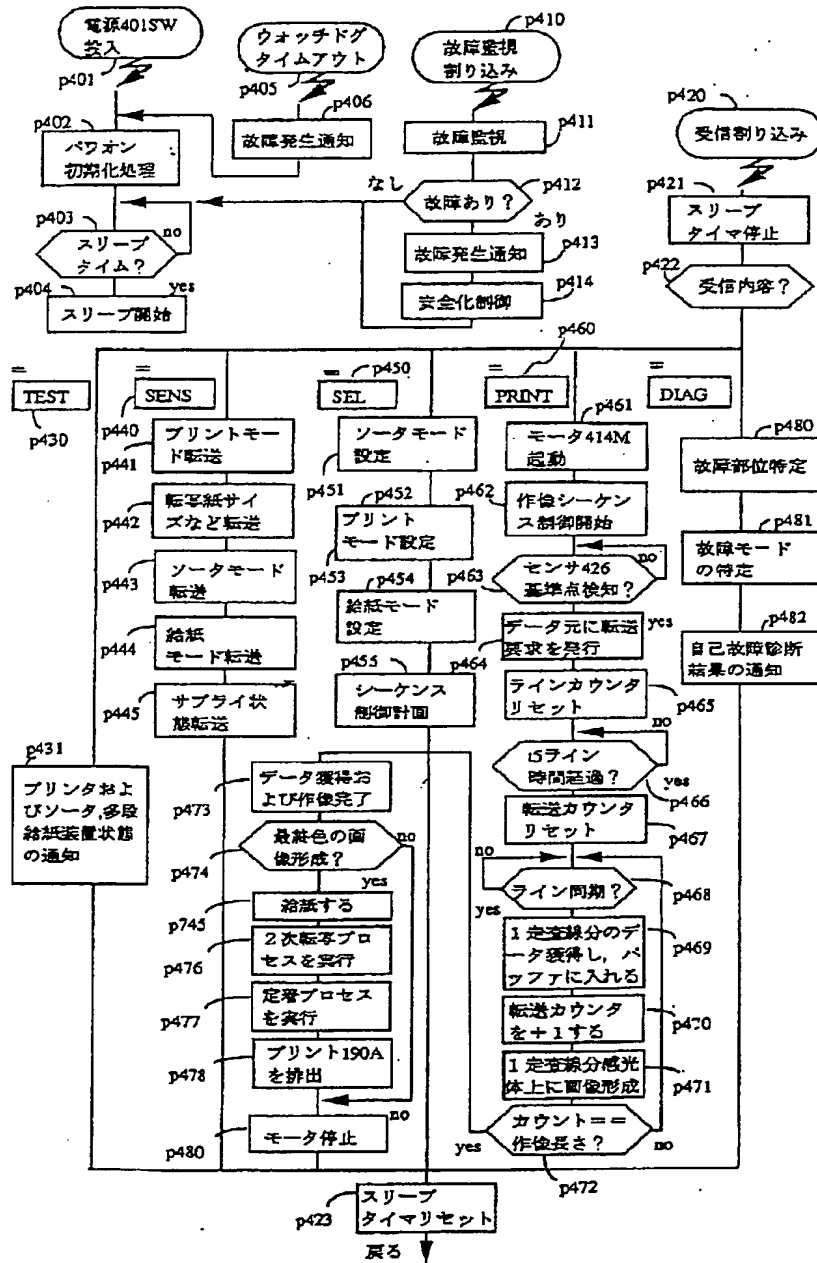 電源401SW
投入
p401
ウォッチドグ
タイムアウト
p405
p406
故障発生通知
p402
パワオン
初期化処理
p403
スリープ
タイム?
no
yes
p404
スリープ開始
p410
故障監視
割り込み
故障監視
p411
なし
故障あり?
p412
あり
故障発生通知
p413
安全化制御
p414
p420
受信割り込み
p421
スリープ
タイマ停止
p422
受信内容?
=
TEST
p430
p431
プリンタおよ
びソータ,多段
給紙装置状態
の通知
=
SENS
p440
p441
プリントモー
ド転送
p442
転写紙サイ
ズなど転送
p443
ソータモード
転送
p444
給紙
モード転送
p445
サプライ状
態転送
=
SEL
p450
ソータモード
設定
p451
p452
プリント
モード設定
p453
p454
給紙モード
設定
p455
シーケンス
制御計画
=
PRINT
p460
p461
モータ414M
起動
p462
作像シーケン
ス制御開始
no
p463
センサ426
基準点検知?
yes
データ元に転送
要求を発行
p464
ラインカウンタ
リセット
p465
no
t5ライン
時間経過?
yes
p466
転送カウンタ
リセット
p467
no
ライン同期?
p468
yes
1走査線分のデ
ータ獲得し,バ
ッファに入れる
p469
転送カウンタ
を+1する
p470
1走査線分感光
体上に画像形成
p471
カウント==
作像長さ?
yes
no
p472
p473
データ獲得お
よび作像完了
p474
最終色の画
像形成?
no
yes
p745
給紙する
p476
2次転写プロ
セスを実行
p477
定着プロセス
を実行
p478
プリント190A
を排出
no
p480
モータ停止
=
DIAG
p480
故障部位特定
p481
故障モード
の特定
p482
自己故障診断
結果の通知
p423
スリープ
タイマリセット
戻る